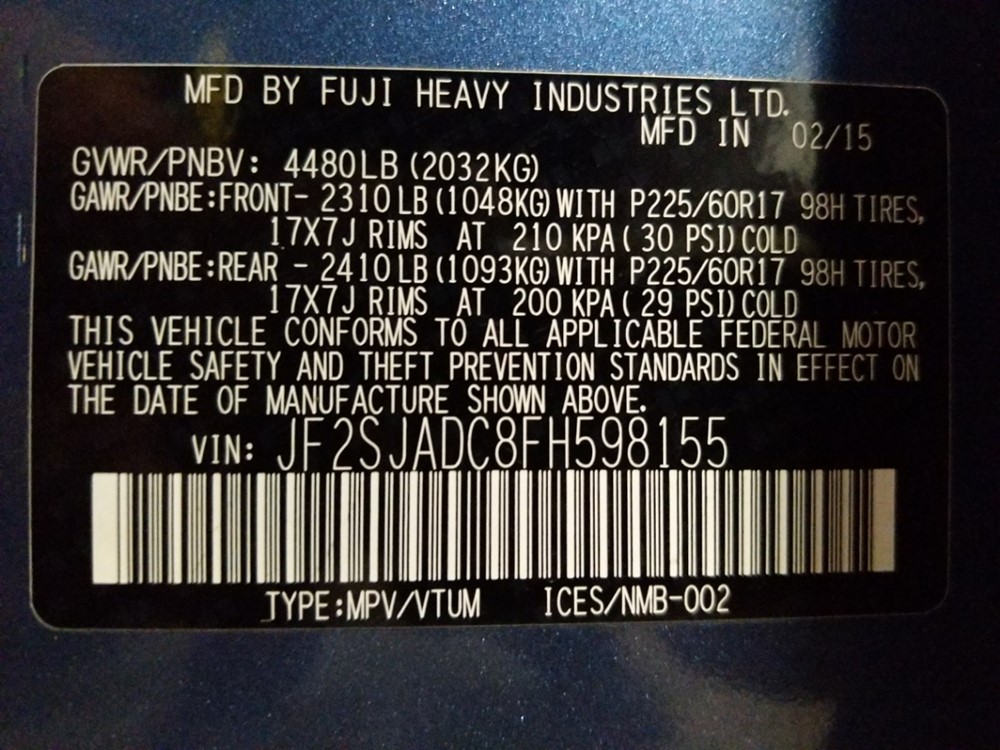 MFD BY FUJI HEAVY INDUSTRIES LTD.
MFD IN 02/15
GVWR/PNBV: 4480LB (2032KG)
GAWR/PNBE:FRONT- 2310LB (1048KG) WITH P225/60R17 98H TIRES,
17X7J RIMS AT 210 KPA ( 30 PSI) COLD
GAWR/PNBE:REAR - 2410LB (1093KG) WITH P225/60R17 98H TIRES,
17X7J RIMS AT 200 KPA ( 29 PSI) COLD
THIS VEHICLE CONFORMS TO ALL APPLICABLE FEDERAL MOTOR
VEHICLE SAFETY AND THEFT PREVENTION STANDARDS IN EFFECT ON
THE DATE OF MANUFACTURE SHOWN ABOVE.
VIN: JF2SJADC8FH598155
TYPE:MPV/VTUM ICES/NMB-002